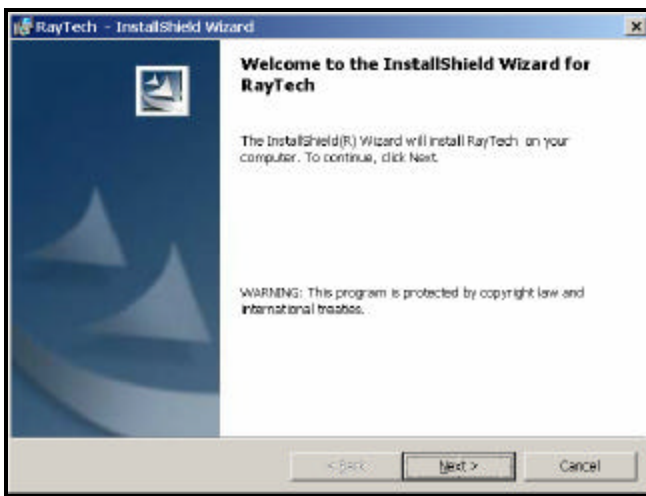 RayTech - InstallShield Wizard
Welcome to the InstallShield Wizard for
RayTech
The InstallShield(R) Wizard will install RayTech on your
computer. To continue, click Next.
WARNING: This program is protected by copyright law and
international treaties.
< Back
Next >
Cancel